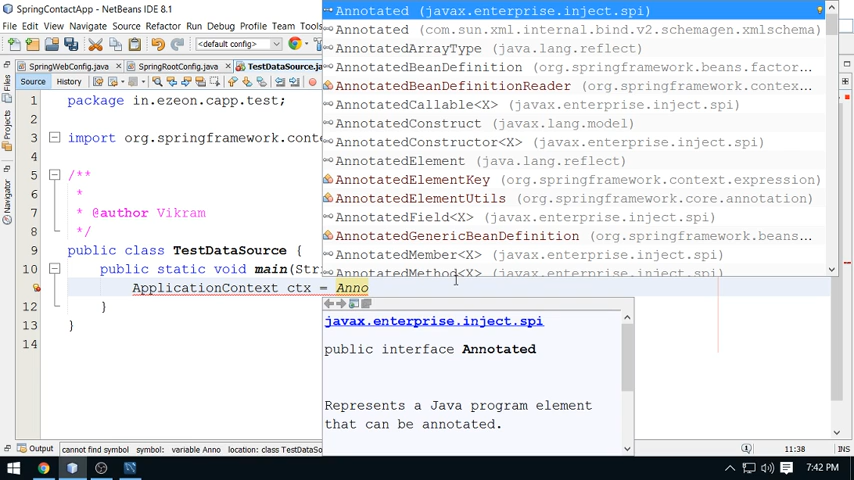 SpringContactApp - NetBeans IDE 8.1
File Edit View Navigate Source Refactor Run Debug Profile Team
<default config>
SpringWebConfig.java SpringRootConfig.java TestDataSource.ja
Source History
Files
Projects
Navigator
1 package in.ezeon.capp.test;
2
3 import org.springframework.conte
4
5 /**
6 *
7 * @author Vikram
8 */
9 public class TestDataSource {
10 public static void main(Stri
ApplicationContext ctx = Anno
12 }
13 }
14
Annotated (javax.enterprise.inject.spi)
Annotated (com.sun.xml.internal.bind.v2.schemagen.xmlschema)
AnnotatedArrayType (java.lang.reflect)
AnnotatedBeanDefinition (org.springframework.beans.factor...
AnnotatedBeanDefinitionReader (org.springframework.contex...
AnnotatedCallable<X> (javax.enterprise.inject.spi)
AnnotatedConstruct (javax.lang.model)
AnnotatedConstructor<X> (javax.enterprise.inject.spi)
AnnotatedElement (java.lang.reflect)
AnnotatedElementKey (org.springframework.context.expression)
AnnotatedElementUtils (org.springframework.core.annotation)
AnnotatedField<X> (javax.enterprise.inject.spi)
AnnotatedGenericBeanDefinition (org.springframework.beans...
AnnotatedMember<X> (javax.enterprise.inject.spi)
AnnotatedMethod<X> (javax.enterprise.inject.spi)
javax.enterprise.inject.spi
public interface Annotated
Represents a Java program element
that can be annotated.
Output cannot find symbol symbol: variable Anno location: class TestDataSo
11:38 INS
7:42 PM